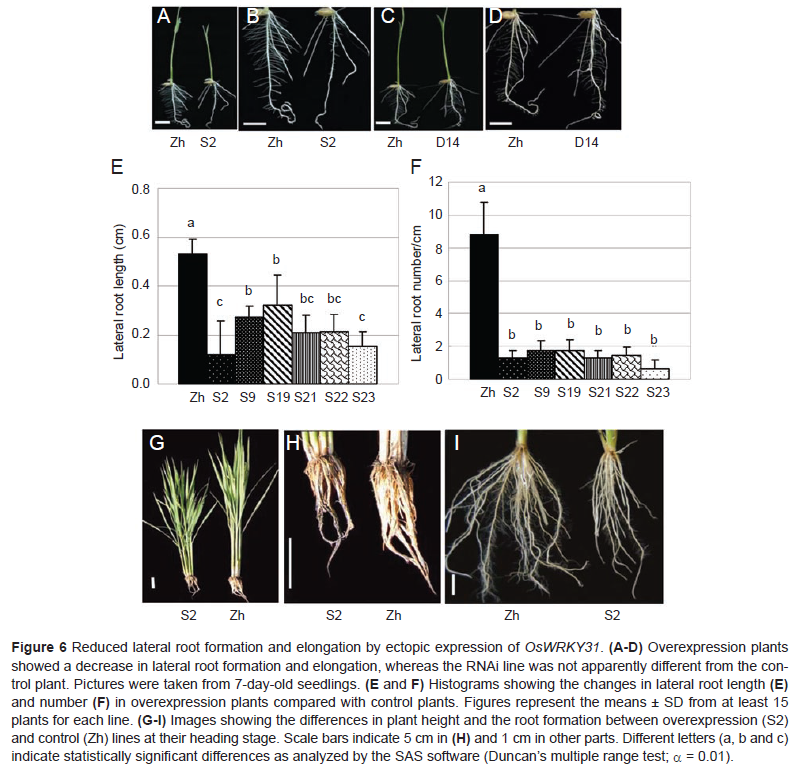 A B C D
Zh S2 Zh S2 Zh D14 Zh D14
E F
Lateral root length (cm)
0.8
0.6
0.4
0.2
0.0
a
c
b
b
bc
bc
c
Zh S2 S9 S19 S21 S22 S23
Lateral root number/cm
12
10
8
6
4
2
0
a
b
b
b
b
b
b
Zh S2 S9 S19 S21 S22 S23
G H I
S2 Zh S2 Zh Zh S2
Figure 6 Reduced lateral root formation and elongation by ectopic expression of OsWRKY31. (A-D) Overexpression plants
showed a decrease in lateral root formation and elongation, whereas the RNAi line was not apparently different from the con-
trol plant. Pictures were taken from 7-day-old seedlings. (E and F) Histograms showing the changes in lateral root length (E)
and number (F) in overexpression plants compared with control plants. Figures represent the means ± SD from at least 15
plants for each line. (G-I) Images showing the differences in plant height and the root formation between overexpression (S2)
and control (Zh) lines at their heading stage. Scale bars indicate 5 cm in (H) and 1 cm in other parts. Different letters (a, b and c)
indicate statistically significant differences as analyzed by the SAS software (Duncan's multiple range test; α = 0.01).